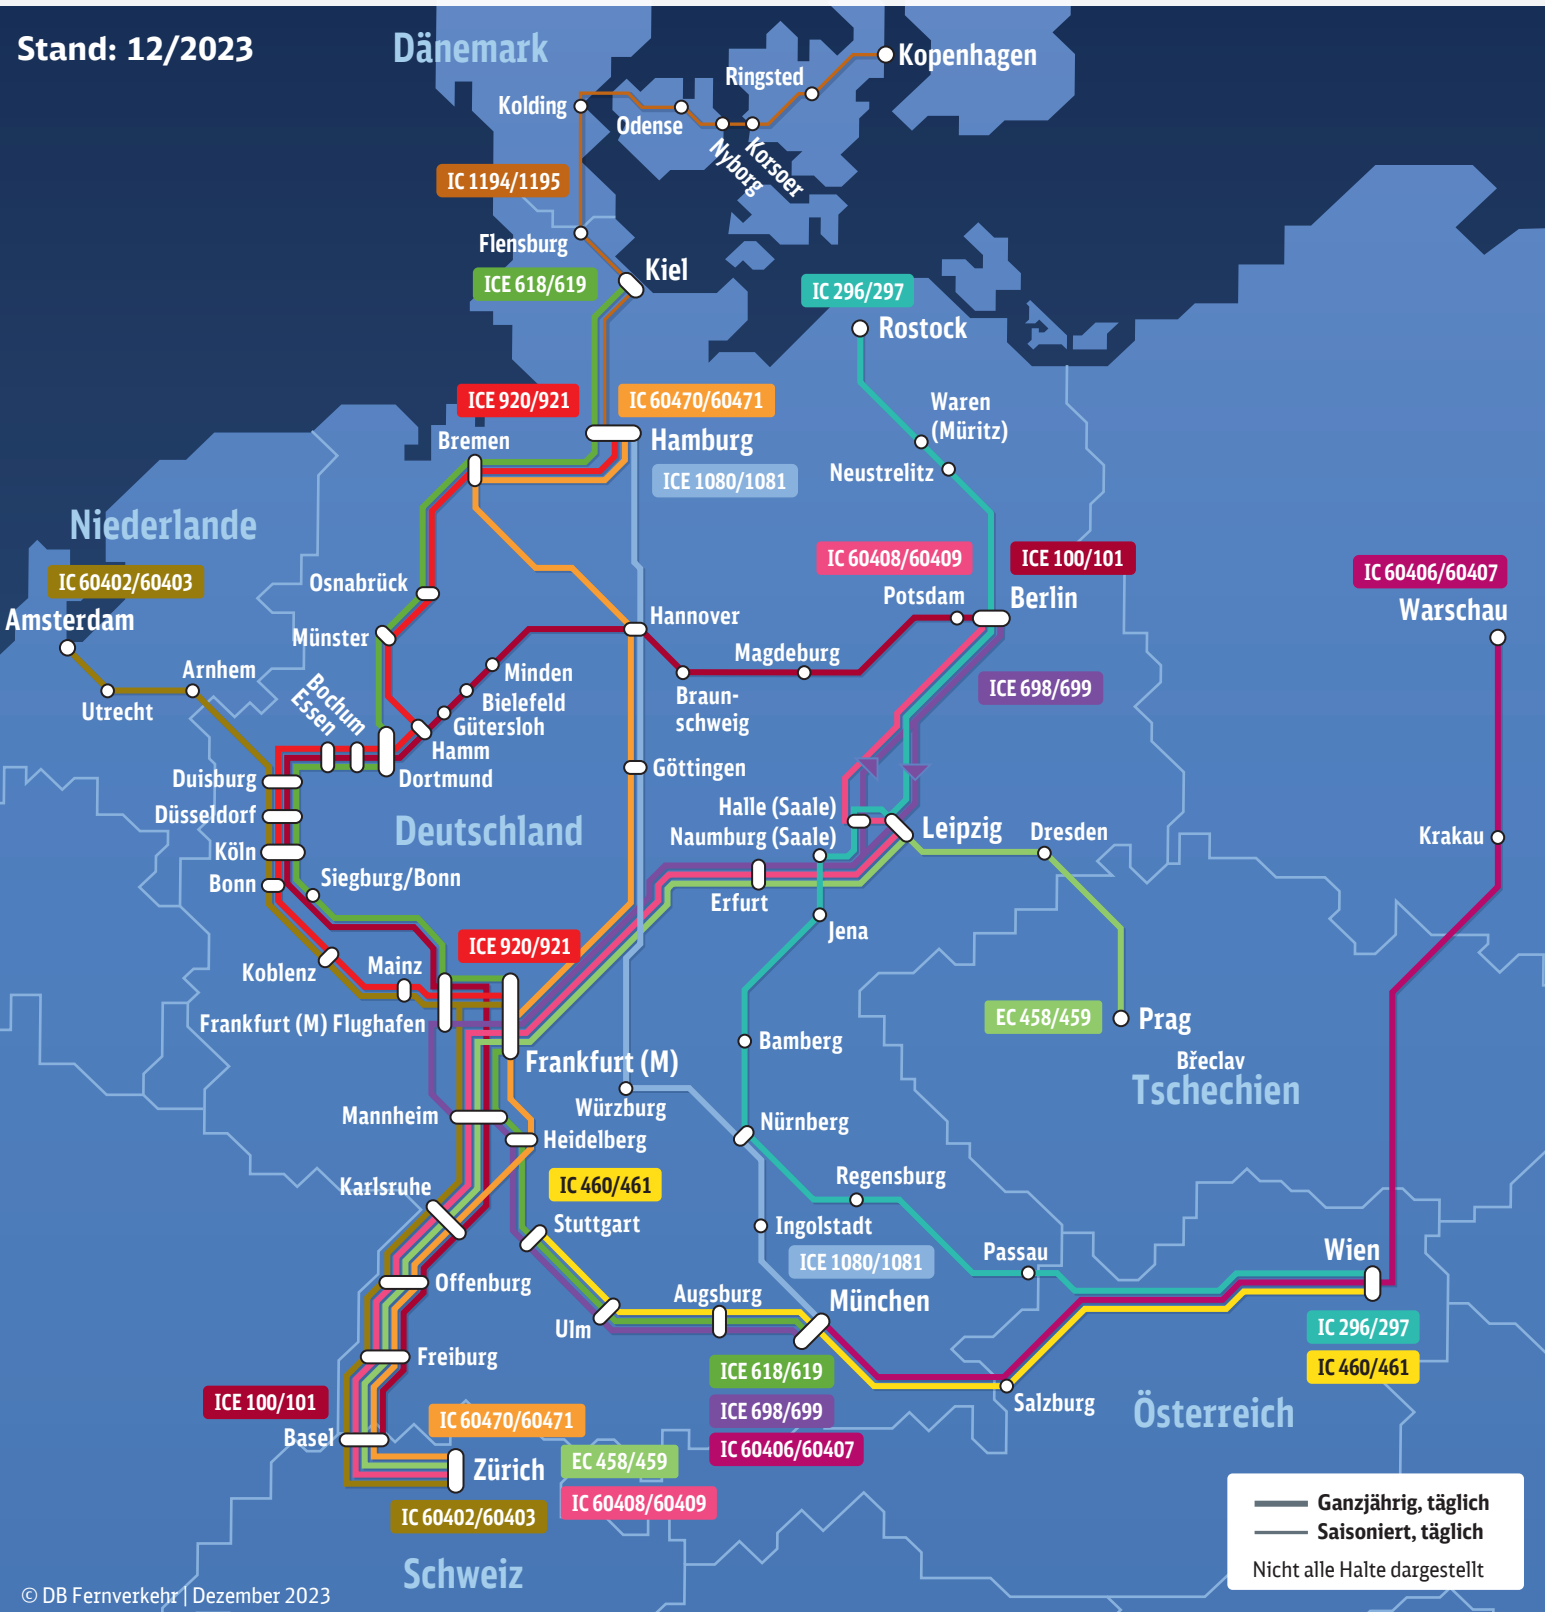 Stand: 12/2023
Dänemark
Kopenhagen
Ringsted
Kolding
Odense
Nyborg
Korsoer
IC 1194/1195
Flensburg
Kiel
ICE 618/619
IC 296/297
Rostock
ICE 920/921
IC 60470/60471
Waren
(Müritz)
Bremen
Hamburg
Neustrelitz
ICE 1080/1081
Niederlande
IC 60408/60409
ICE 100/101
IC 60402/60403
Osnabrück
IC 60406/60407
Potsdam
Berlin
Warschau
Amsterdam
Hannover
Münster
Magdeburg
Arnhem
Minden
Bochum
Essen
Bielefeld
ICE 698/699
Utrecht
Braun-
schweig
Gütersloh
Hamm
Göttingen
Duisburg
Dortmund
Düsseldorf
Halle (Saale)
Deutschland
Leipzig
Dresden
Naumburg (Saale)
Krakau
Köln
Siegburg/Bonn
Bonn
Erfurt
Jena
ICE 920/921
Mainz
Koblenz
Frankfurt (M) Flughafen
EC 458/459
Prag
Bamberg
Frankfurt (M)
Břeclav
Tschechien
Würzburg
Mannheim
Nürnberg
Heidelberg
Regensburg
Karlsruhe
IC 460/461
Stuttgart
Ingolstadt
Passau
Wien
ICE 1080/1081
Offenburg
Augsburg
München
Ulm
IC 296/297
Freiburg
ICE 618/619
IC 460/461
ICE 100/101
Salzburg
ICE 698/699
Österreich
IC 60470/60471
Basel
IC 60406/60407
EC 458/459
Zürich
IC 60408/60409
IC 60402/60403
Ganzjährig, täglich
Saisoniert, täglich
Nicht alle Halte dargestellt
Schweiz
© DB Fernverkehr | Dezember 2023